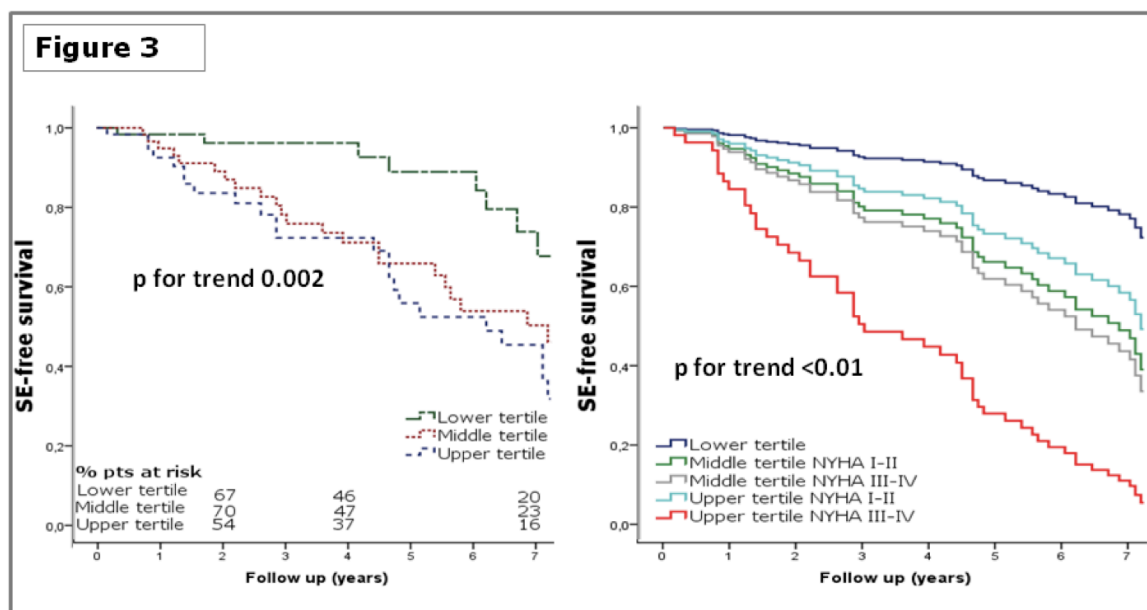 Figure 3
SE-free survival
1,0
0,8
0,6
0,4
0,2
0,0
p for trend 0.002
Lower tertile
Middle tertile
Upper tertile
% pts at risk
Lower tertile 67 46 20
Middle tertile 70 47 23
Upper tertile 54 37 16
0 1 2 3 4 5 6 7
Follow up (years)
SE-free survival
1,0
0,8
0,6
0,4
0,2
0,0
p for trend <0.01
Lower tertile
Middle tertile NYHA I-II
Middle tertile NYHA III-IV
Upper tertile NYHA I-II
Upper tertile NYHA III-IV
0 1 2 3 4 5 6 7
Follow up (years)